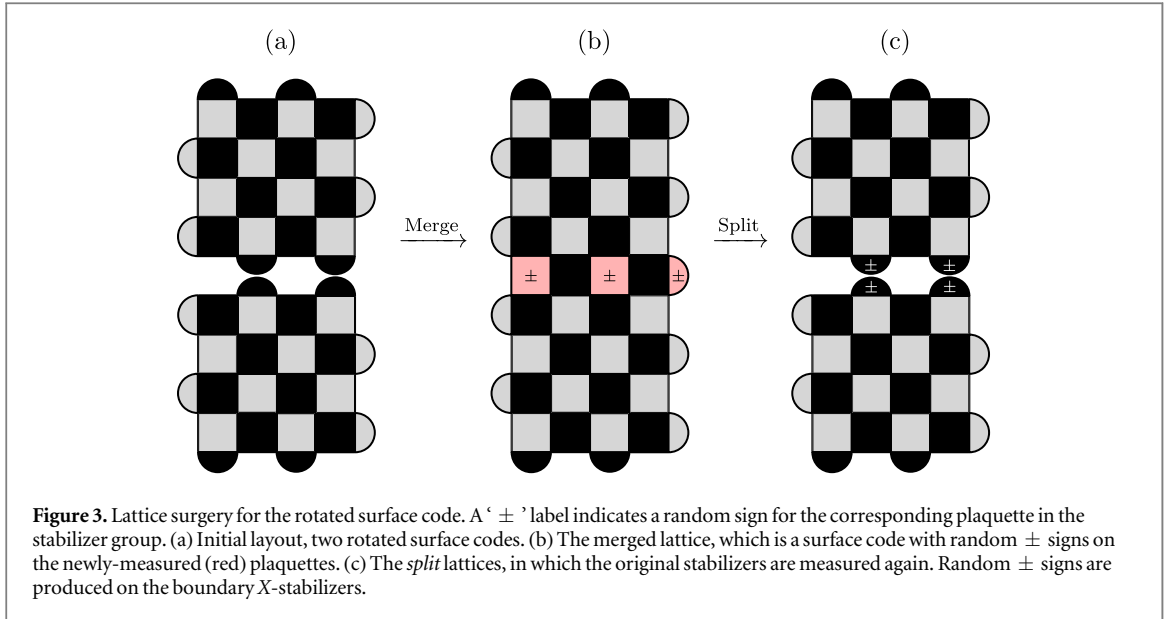 (a) (b) (c)
Merge Split
± ± ±
± ±
± ±
Figure 3. Lattice surgery for the rotated surface code. A ‘ ± ’ label indicates a random sign for the corresponding plaquette in the
stabilizer group. (a) Initial layout, two rotated surface codes. (b) The merged lattice, which is a surface code with random ± signs on
the newly-measured (red) plaquettes. (c) The split lattices, in which the original stabilizers are measured again. Random ± signs are
produced on the boundary X-stabilizers.